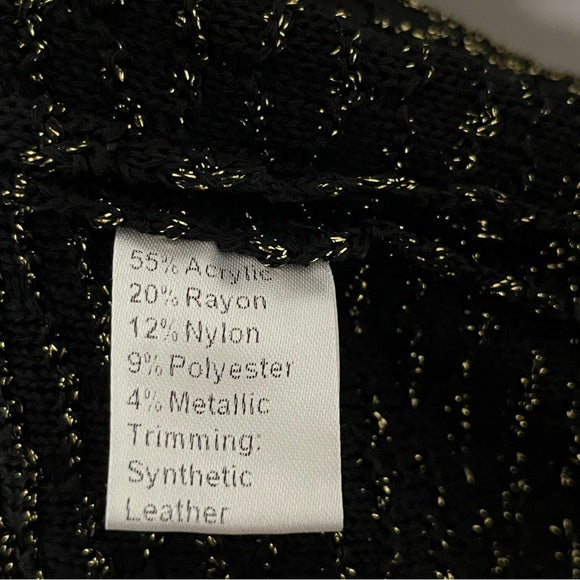 55% Acrylic
20% Rayon
12% Nylon
9% Polyester
4% Metallic
Trimming:
Synthetic
Leather